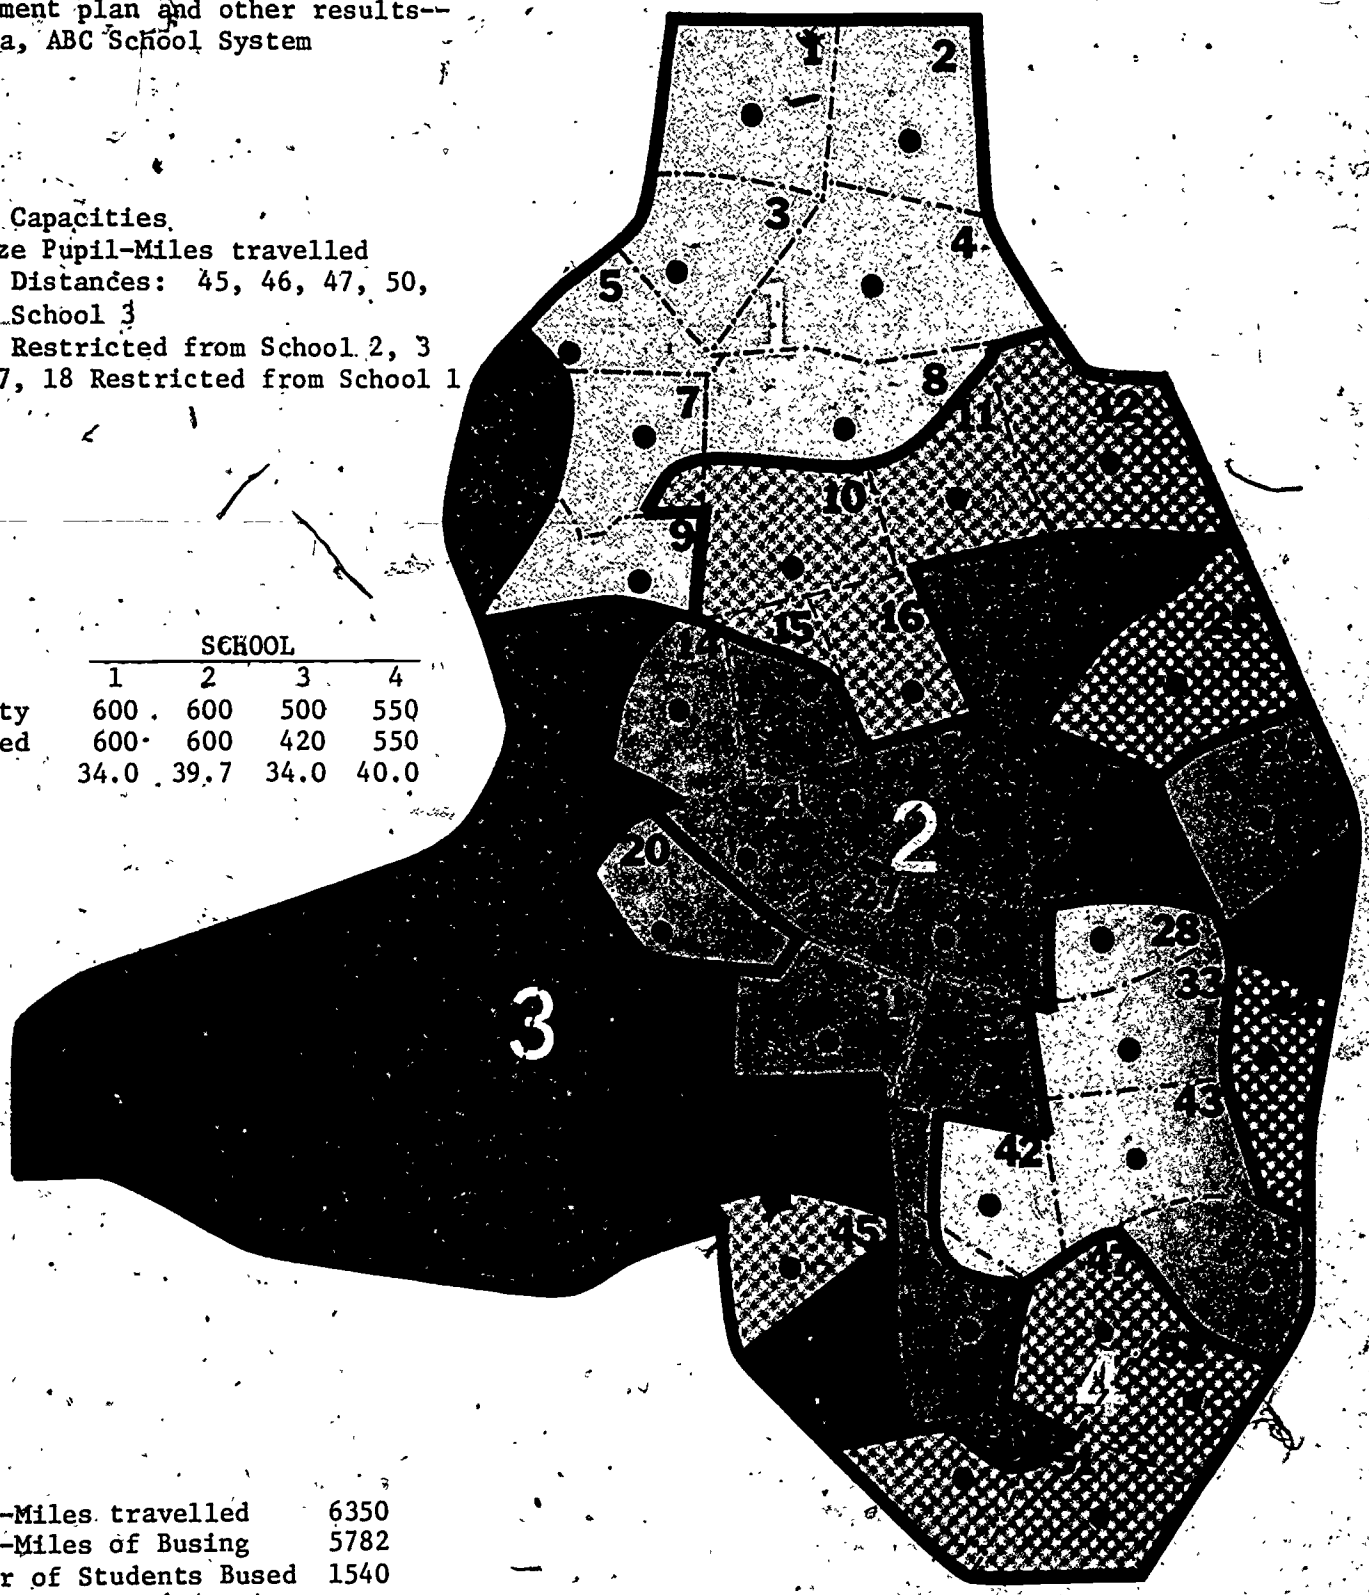 ment plan and other results--
a, ABC School System
Capacities
ze Pupil-Miles travelled
Distances: 45, 46, 47, 50,
School 3
Restricted from School 2, 3
7, 18 Restricted from School 1
SCHOOL
1 2 3 4
ty 600 600 500 550
ed 600 600 420 550
34.0 39.7 34.0 40.0
1 2
3
4
5
1
7 8
11 12
10
9
15 16
14
2
20
28
33
3
43
42
45
47
4
-Miles travelled 6350
-Miles of Busing 5782
r of Students Bused 1540